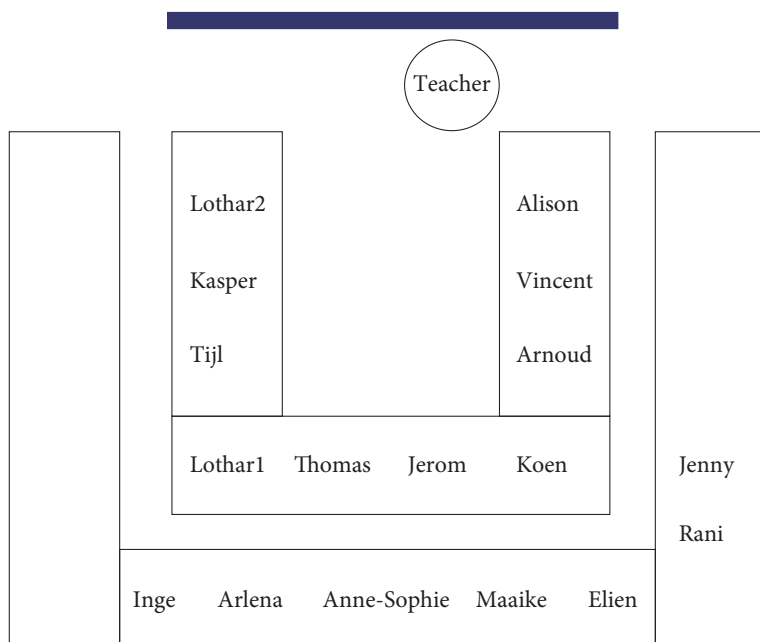 Teacher
Lothar2 Alison
Kasper Vincent
Tijl Arnoud
Lothar1 Thomas Jerom Koen Jenny
Rani
Inge Arlena Anne-Sophie Maaike Elien